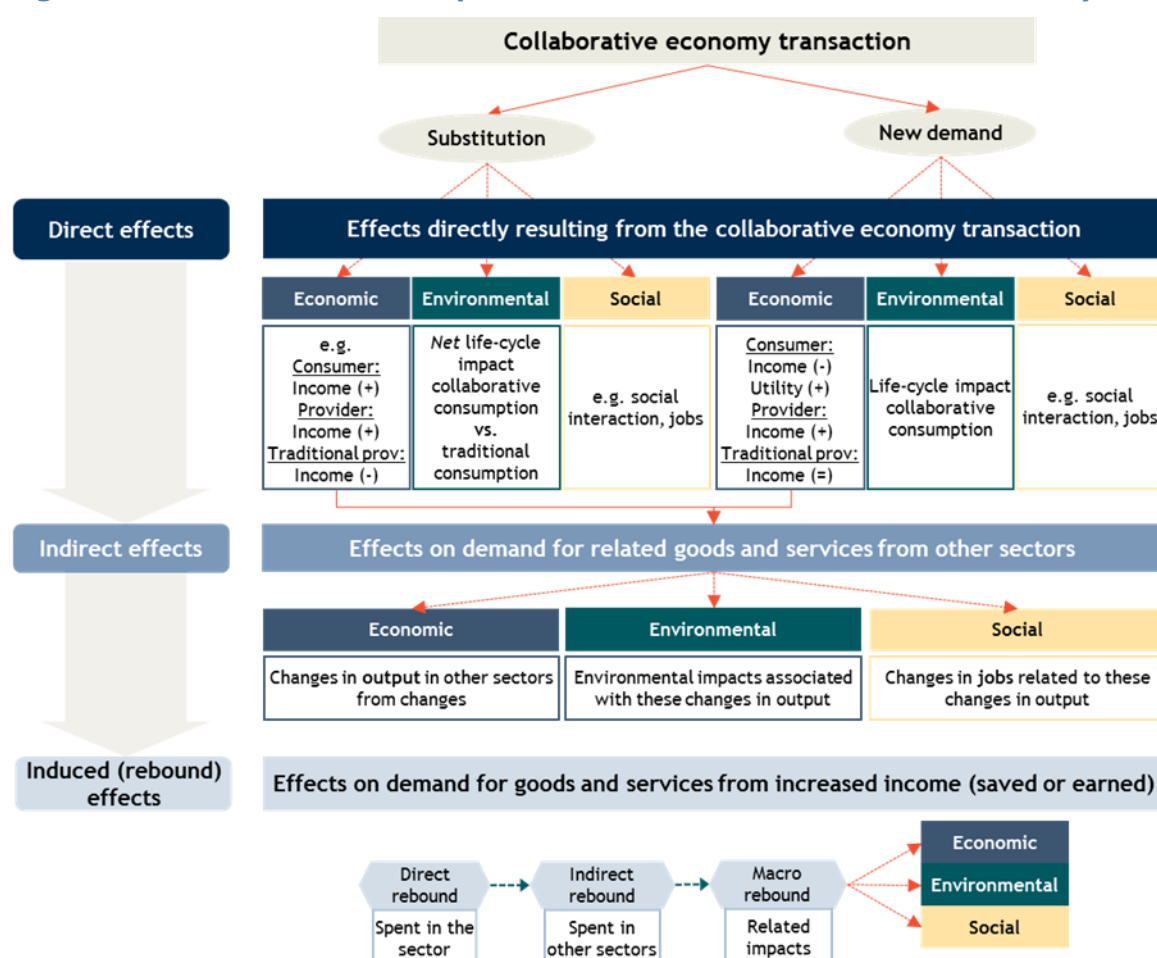 Collaborative economy transaction
Substitution
New demand
Direct effects
Effects directly resulting from the collaborative economy transaction
Economic
Environmental
Social
Economic
Environmental
Social
e.g.
Consumer:
Income (+)
Provider:
Income (+)
Traditional prov:
Income (-)
Net life-cycle
impact
collaborative
consumption
vs.
traditional
consumption
e.g. social
interaction, jobs
Consumer:
Income (-)
Utility (+)
Provider:
Income (+)
Traditional prov:
Income (=)
Life-cycle impact
collaborative
consumption
e.g. social
interaction, jobs
Indirect effects
Effects on demand for related goods and services from other sectors
Economic
Environmental
Social
Changes in output in other sectors
from changes
Environmental impacts associated
with these changes in output
Changes in jobs related to these
changes in output
Induced (rebound)
effects
Effects on demand for goods and services from increased income (saved or earned)
Direct
rebound
Indirect
rebound
Macro
rebound
Spent in the
sector
Spent in
other sectors
Related
impacts
Economic
Environmental
Social